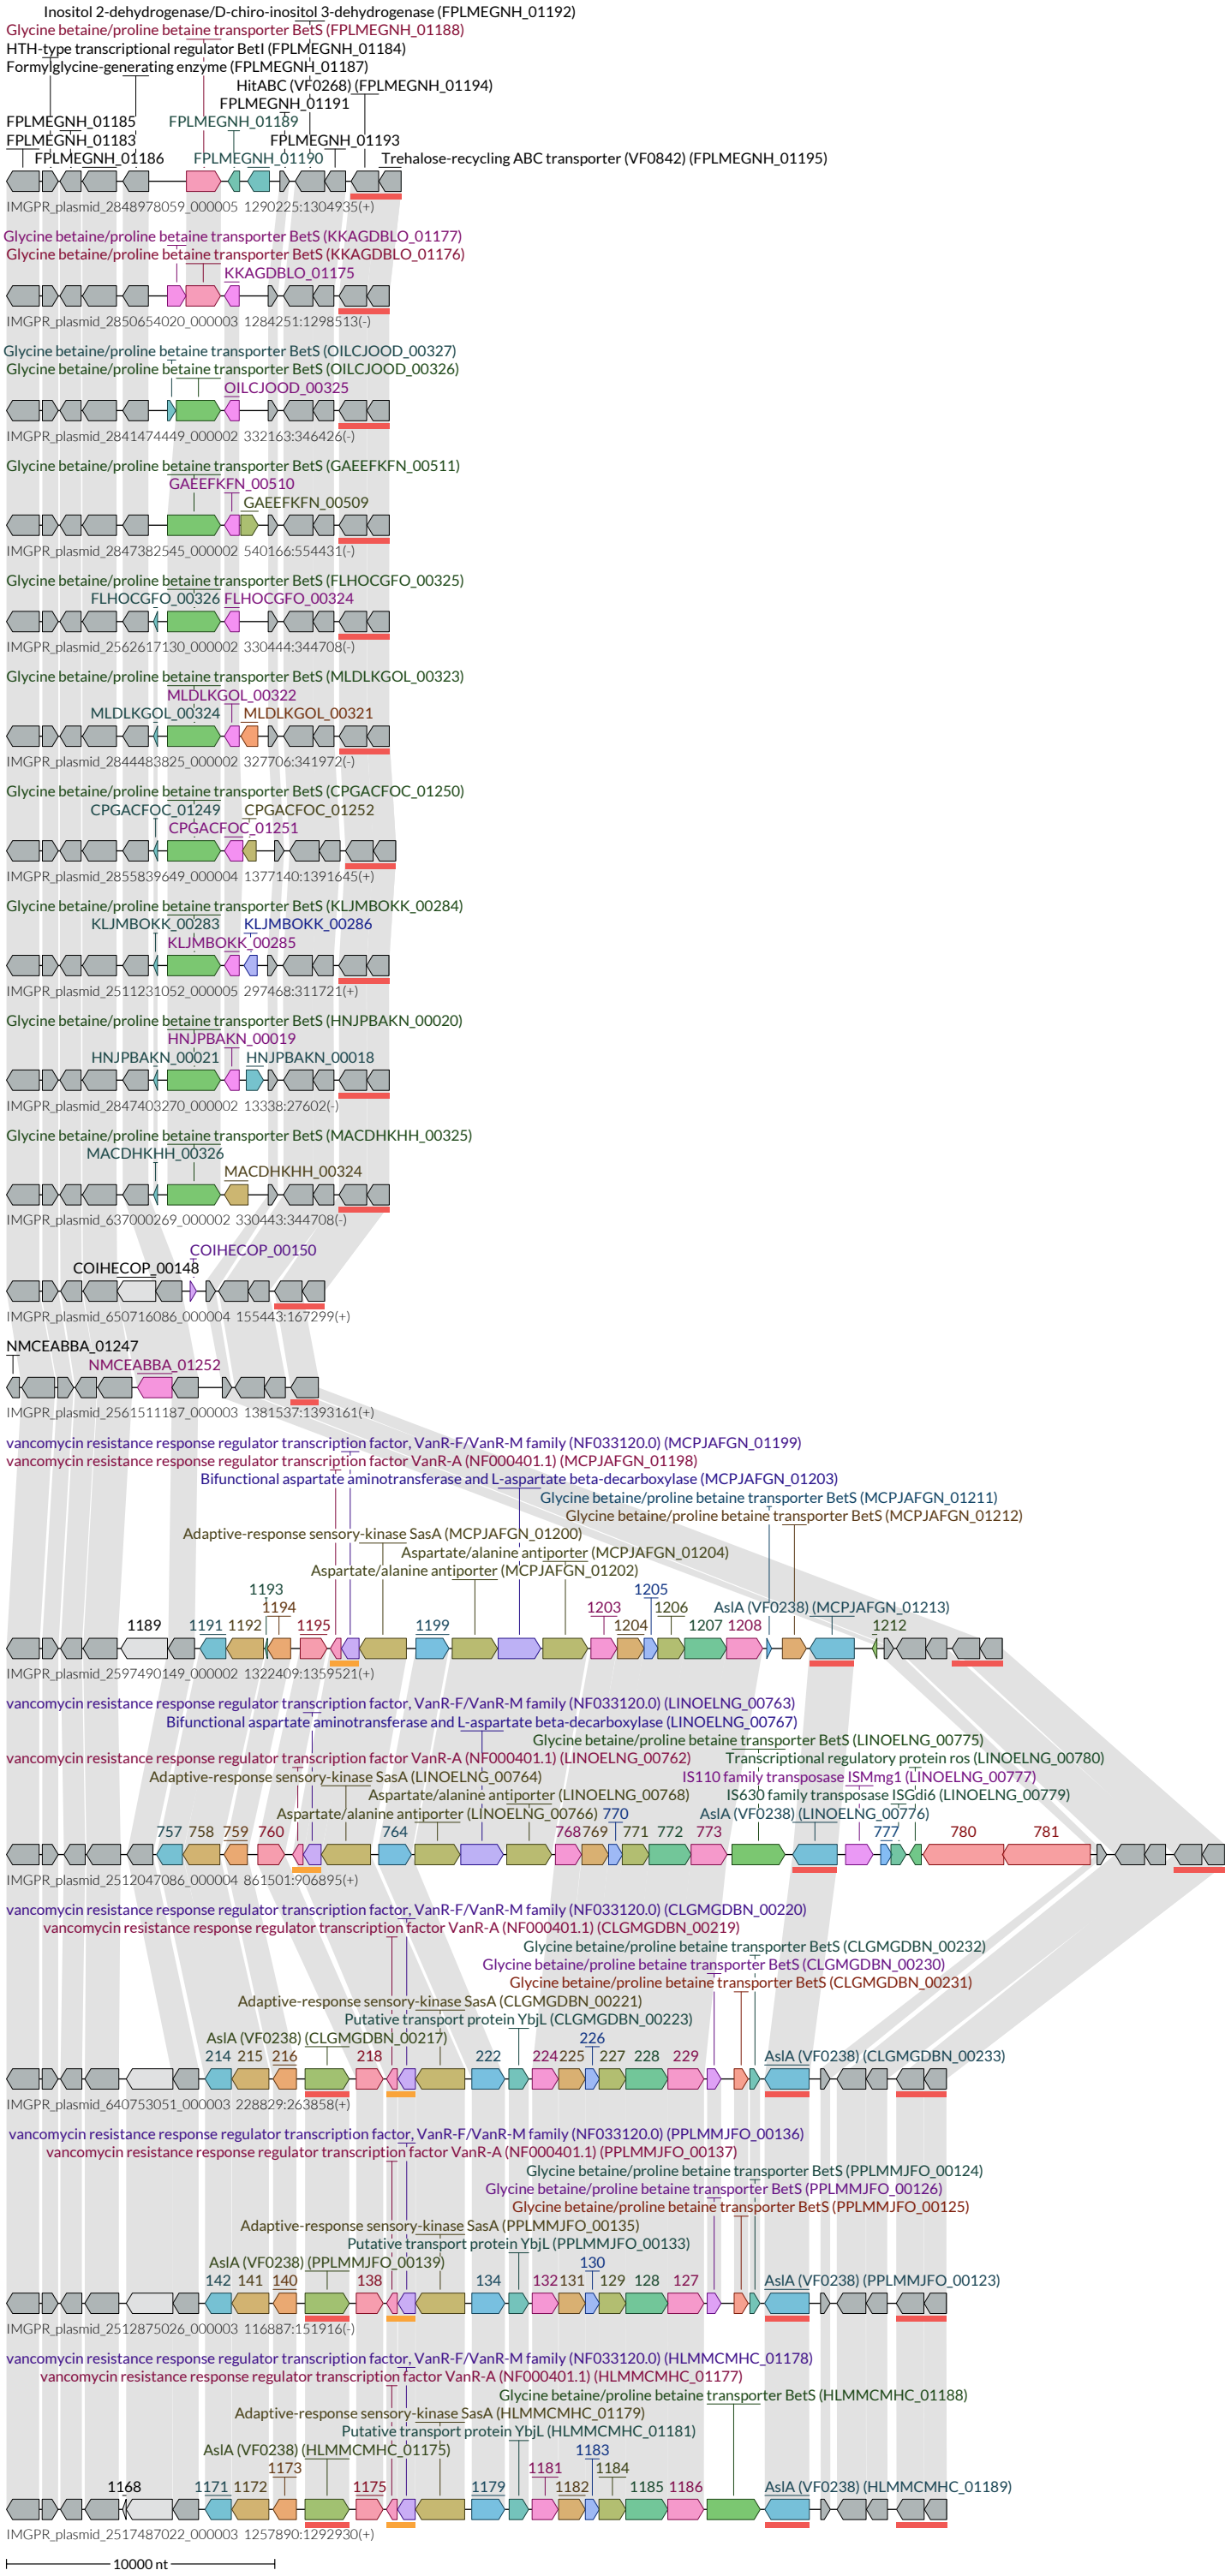 Inositol 2-dehydrogenase/D-chiro-inositol 3-dehydrogenase (FPLMEGNH_01192)
Glycine betaine/proline betaine transporter BetS (FPLMEGNH_01188)
HTH-type transcriptional regulator BetI (FPLMEGNH_01184)
Formylglycine-generating enzyme (FPLMEGNH_01187)
HitABC (VF0268) (FPLMEGNH_01194)
FPLMEGNH_01191
FPLMEGNH_01185 FPLMEGNH_01189
FPLMEGNH_01183 FPLMEGNH_01193
FPLMEGNH_01186 FPLMEGNH_01190 Trehalose-recycling ABC transporter (VF0842) (FPLMEGNH_01195)
IMGPR_plasmid_2848978059_000005 1290225:1304935(+)
Glycine betaine/proline betaine transporter BetS (KKAGDBLO_01177)
Glycine betaine/proline betaine transporter BetS (KKAGDBLO_01176)
KKAGDBLO_01175
IMGPR_plasmid_2850654020_000003 1284251:1298513(-)
Glycine betaine/proline betaine transporter BetS (OILCJOOD_00327)
Glycine betaine/proline betaine transporter BetS (OILCJOOD_00326)
OILCJOOD_00325
IMGPR_plasmid_2841474449_000002 332163:346426(-)
Glycine betaine/proline betaine transporter BetS (GAEEFKFN_00511)
GAEEFKFN_00510
GAEEFKFN_00509
IMGPR_plasmid_2847382545_000002 540166:554431(-)
Glycine betaine/proline betaine transporter BetS (FLHOCGFO_00325)
FLHOCGFO_00326 FLHOCGFO_00324
IMGPR_plasmid_2562617130_000002 330444:344708(-)
Glycine betaine/proline betaine transporter BetS (MLDLKGOL_00323)
MLDLKGOL_00322
MLDLKGOL_00324 MLDLKGOL_00321
IMGPR_plasmid_2844483825_000002 327706:341972(-)
Glycine betaine/proline betaine transporter BetS (CPGACFOC_01250)
CPGACFOC_01249 CPGACFOC_01252
CPGACFOC_01251
IMGPR_plasmid_2855839649_000004 1377140:1391645(+)
Glycine betaine/proline betaine transporter BetS (KLJMBOKK_00284)
KLJMBOKK_00283 KLJMBOKK_00286
KLJMBOKK_00285
IMGPR_plasmid_2511231052_000005 297468:311721(+)
Glycine betaine/proline betaine transporter BetS (HNJPBAKN_00020)
HNJPBAKN_00019
HNJPBAKN_00021 HNJPBAKN_00018
IMGPR_plasmid_2847403270_000002 13338:27602(-)
Glycine betaine/proline betaine transporter BetS (MACDHKHH_00325)
MACDHKHH_00326
MACDHKHH_00324
IMGPR_plasmid_637000269_000002 330443:344708(-)
COIHECOP_00150
COIHECOP_00148
IMGPR_plasmid_650716086_000004 155443:167299(+)
NMCEABBA_01247
NMCEABBA_01252
IMGPR_plasmid_2561511187_000003 1381537:1393161(+)
vancomycin resistance response regulator transcription factor, VanR-F/VanR-M family (NF033120.0) (MCPJAFGN_01199)
vancomycin resistance response regulator transcription factor VanR-A (NF000401.1) (MCPJAFGN_01198)
Bifunctional aspartate aminotransferase and L-aspartate beta-decarboxylase (MCPJAFGN_01203)
Glycine betaine/proline betaine transporter BetS (MCPJAFGN_01211)
Glycine betaine/proline betaine transporter BetS (MCPJAFGN_01212)
Adaptive-response sensory-kinase SasA (MCPJAFGN_01200)
Aspartate/alanine antiporter (MCPJAFGN_01204)
Aspartate/alanine antiporter (MCPJAFGN_01202)
1193 1205
1194 1203 1206 AslA (VF0238) (MCPJAFGN_01213)
1189 1191 1192 1195 1199 1204 1207 1208 1212
IMGPR_plasmid_2597490149_000002 1322409:1359521(+)
vancomycin resistance response regulator transcription factor, VanR-F/VanR-M family (NF033120.0) (LINOELNG_00763)
Bifunctional aspartate aminotransferase and L-aspartate beta-decarboxylase (LINOELNG_00767)
Glycine betaine/proline betaine transporter BetS (LINOELNG_00775)
vancomycin resistance response regulator transcription factor VanR-A (NF000401.1) (LINOELNG_00762) Transcriptional regulatory protein ros (LINOELNG_00780)
Adaptive-response sensory-kinase SasA (LINOELNG_00764) IS110 family transposase ISMmg1 (LINOELNG_00777)
Aspartate/alanine antiporter (LINOELNG_00768) IS630 family transposase ISGdi6 (LINOELNG_00779)
Aspartate/alanine antiporter (LINOELNG_00766) 770 AslA (VF0238) (LINOELNG_00776)
757 758 759 760 764 768 769 771 772 773 777 780 781
IMGPR_plasmid_2512047086_000004 861501:906895(+)
vancomycin resistance response regulator transcription factor, VanR-F/VanR-M family (NF033120.0) (CLGMGDBN_00220)
vancomycin resistance response regulator transcription factor VanR-A (NF000401.1) (CLGMGDBN_00219)
Glycine betaine/proline betaine transporter BetS (CLGMGDBN_00232)
Glycine betaine/proline betaine transporter BetS (CLGMGDBN_00230)
Glycine betaine/proline betaine transporter BetS (CLGMGDBN_00231)
Adaptive-response sensory-kinase SasA (CLGMGDBN_00221)
Putative transport protein YbjL (CLGMGDBN_00223)
AslA (VF0238) (CLGMGDBN_00217) 226
214 215 216 218 222 224 225 227 228 229 AslA (VF0238) (CLGMGDBN_00233)
IMGPR_plasmid_640753051_000003 228829:263858(+)
vancomycin resistance response regulator transcription factor, VanR-F/VanR-M family (NF033120.0) (PPLMMJFO_00136)
vancomycin resistance response regulator transcription factor VanR-A (NF000401.1) (PPLMMJFO_00137)
Glycine betaine/proline betaine transporter BetS (PPLMMJFO_00124)
Glycine betaine/proline betaine transporter BetS (PPLMMJFO_00126)
Glycine betaine/proline betaine transporter BetS (PPLMMJFO_00125)
Adaptive-response sensory-kinase SasA (PPLMMJFO_00135)
Putative transport protein YbjL (PPLMMJFO_00133)
AslA (VF0238) (PPLMMJFO_00139) 130
142 141 140 138 134 132 131 129 128 127 AslA (VF0238) (PPLMMJFO_00123)
IMGPR_plasmid_2512875026_000003 116887:151916(-)
vancomycin resistance response regulator transcription factor, VanR-F/VanR-M family (NF033120.0) (HLMMCMHC_01178)
vancomycin resistance response regulator transcription factor VanR-A (NF000401.1) (HLMMCMHC_01177)
Glycine betaine/proline betaine transporter BetS (HLMMCMHC_01188)
Adaptive-response sensory-kinase SasA (HLMMCMHC_01179)
Putative transport protein YbjL (HLMMCMHC_01181)
AslA (VF0238) (HLMMCMHC_01175) 1183
1173 1181 1184
1168 1171 1172 1175 1179 1182 1185 1186 AslA (VF0238) (HLMMCMHC_01189)
IMGPR_plasmid_2517487022_000003 1257890:1292930(+)
10000 nt